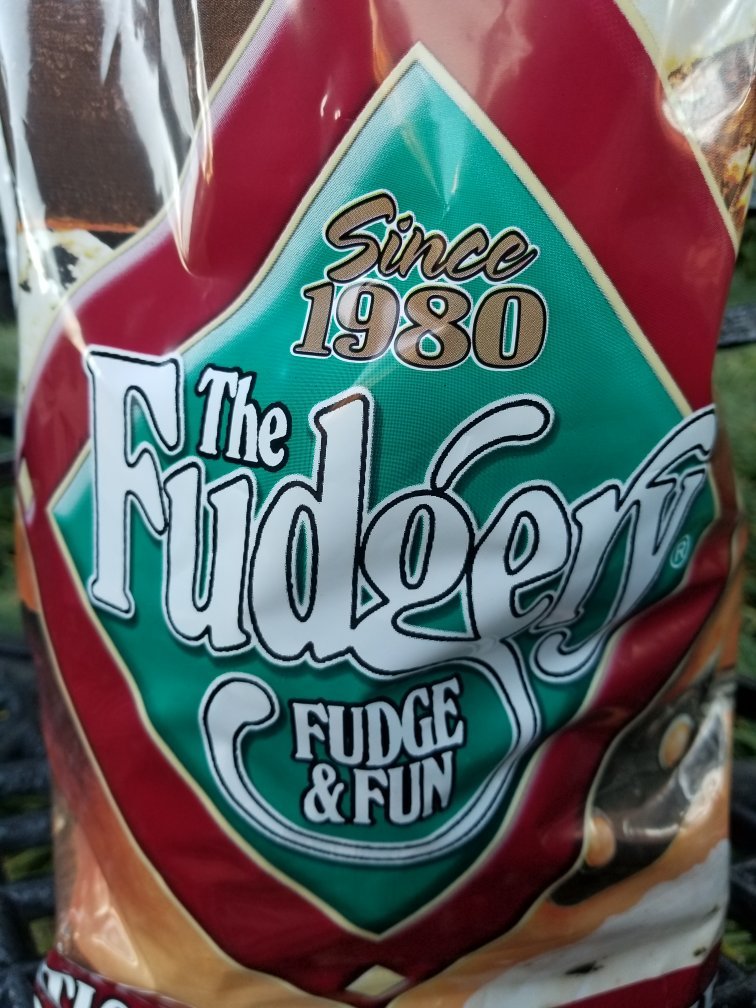 Since
1980
The
Fudgery®
FUDGE
& FUN